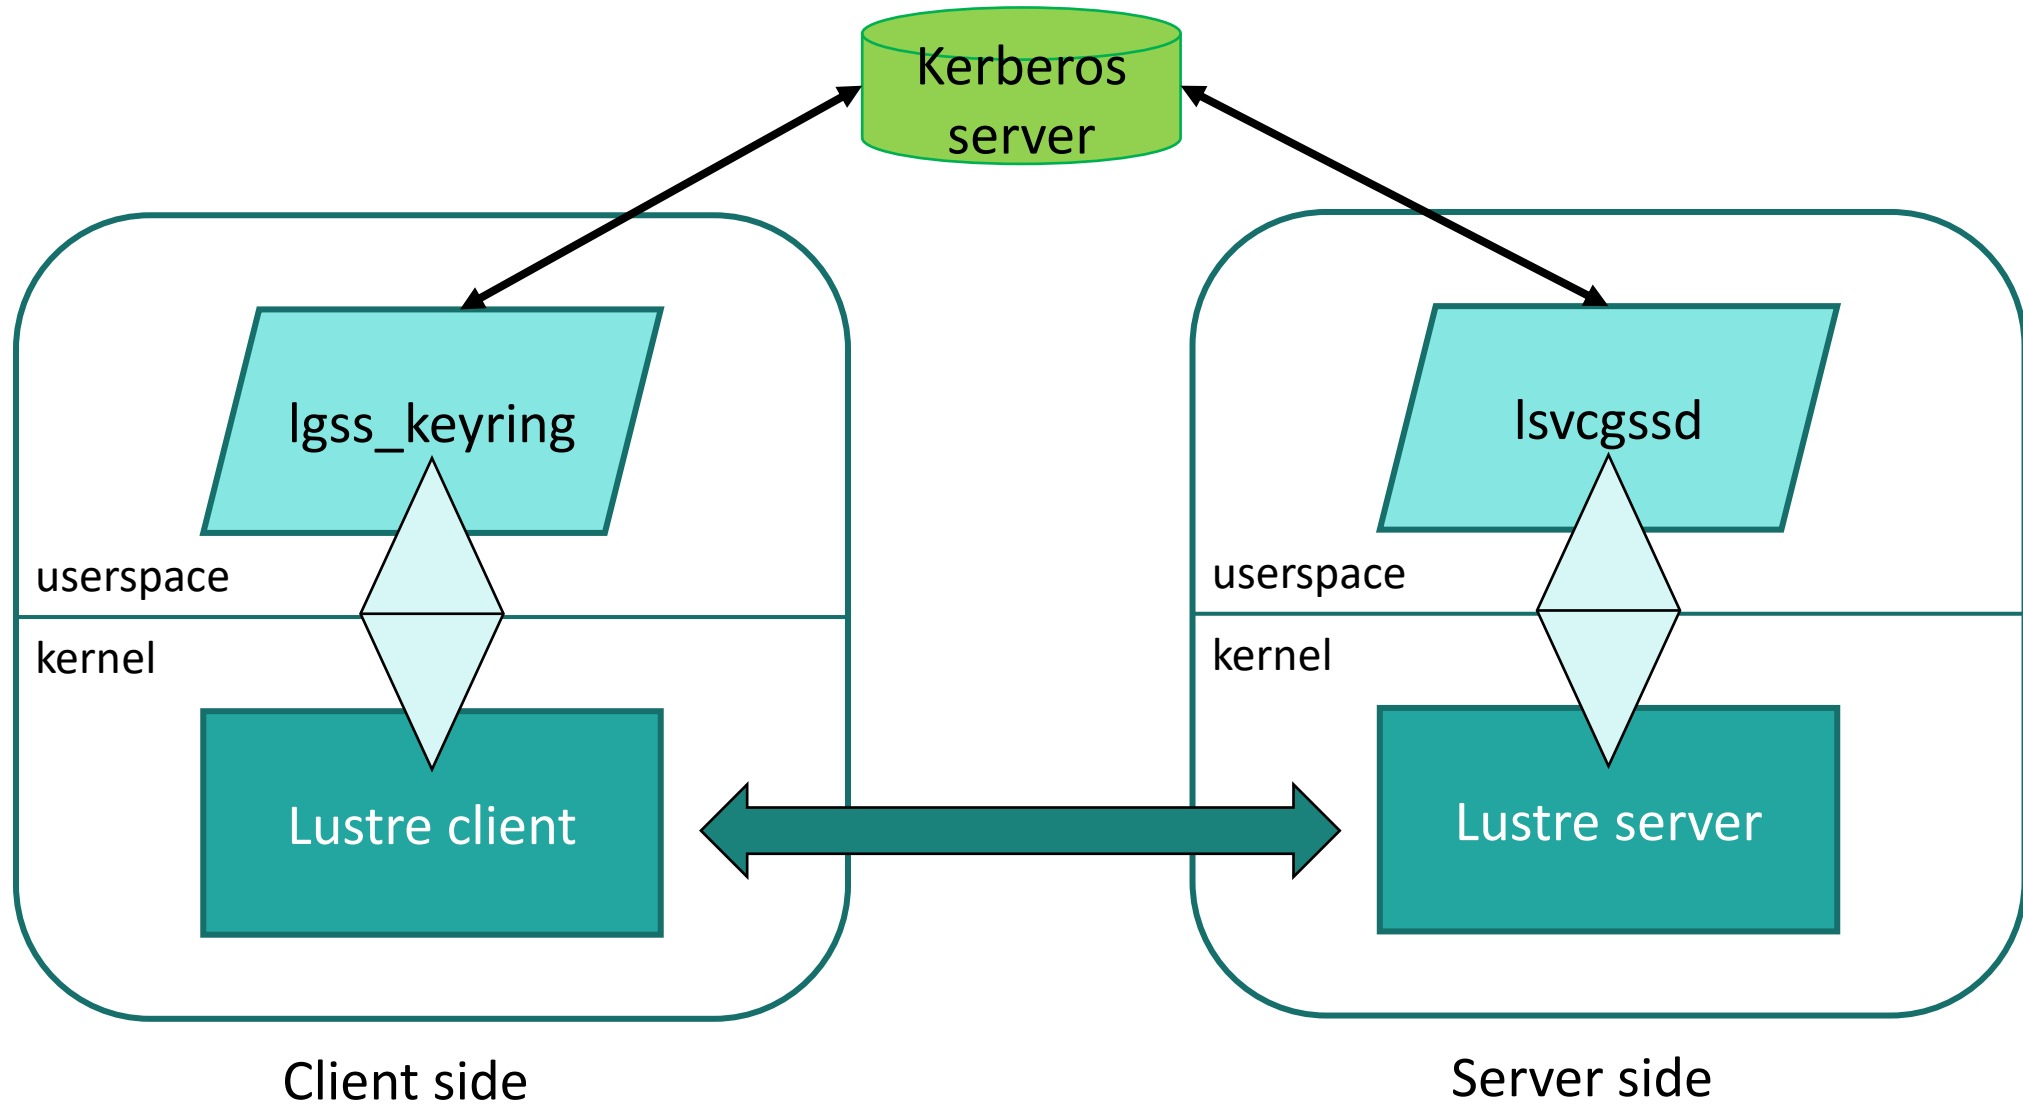 Kerberos
server
lgss_keyring
userspace
kernel
Lustre client
Client side
lsvcgssd
userspace
kernel
Lustre server
Server side